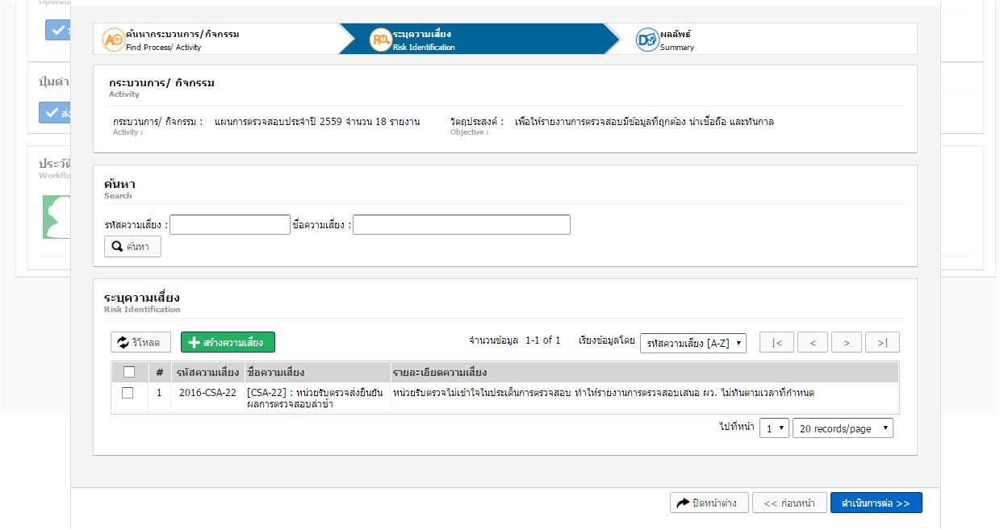 Operati
ค้นหากระบวนการ/กิจกรรม
Find Process/ Activity
ระบุความเสี่ยง
Risk Identification
ผลลัพธ์
Summary
ปุ่มดำ
ส่ง
ประวัติ
Workflo
กระบวนการ/ กิจกรรม
Activity
กระบวนการ/ กิจกรรม : แผนการตรวจสอบประจำปี 2559 จำนวน 18 รายงาน วัตถุประสงค์ : เพื่อให้รายงานการตรวจสอบมีข้อมูลที่ถูกต้อง น่าเชื่อถือ และทันกาล
Activity : Objective :
ค้นหา
Search
รหัสความเสี่ยง : ชื่อความเสี่ยง :
ค้นหา
ระบุความเสี่ยง
Risk Identification
รีโหลด สร้างความเสี่ยง จำนวนข้อมูล 1-1 of 1 เรียงข้อมูลโดย รหัสความเสี่ยง [A-Z] |< < > >|
# รหัสความเสี่ยง ชื่อความเสี่ยง รายละเอียดความเสี่ยง
1 2016-CSA-22 [CSA-22] : หน่วยรับตรวจส่งยืนยัน หน่วยรับตรวจไม่เข้าใจในประเด็นการตรวจสอบ ทำให้รายงานการตรวจสอบเสนอ ผว. ไม่ทันตามเวลาที่กำหนด
ผลการตรวจสอบล่าช้า
ไปที่หน้า 1 20 records/page
ปิดหน้าต่าง << ก่อนหน้า ดำเนินการต่อ >>